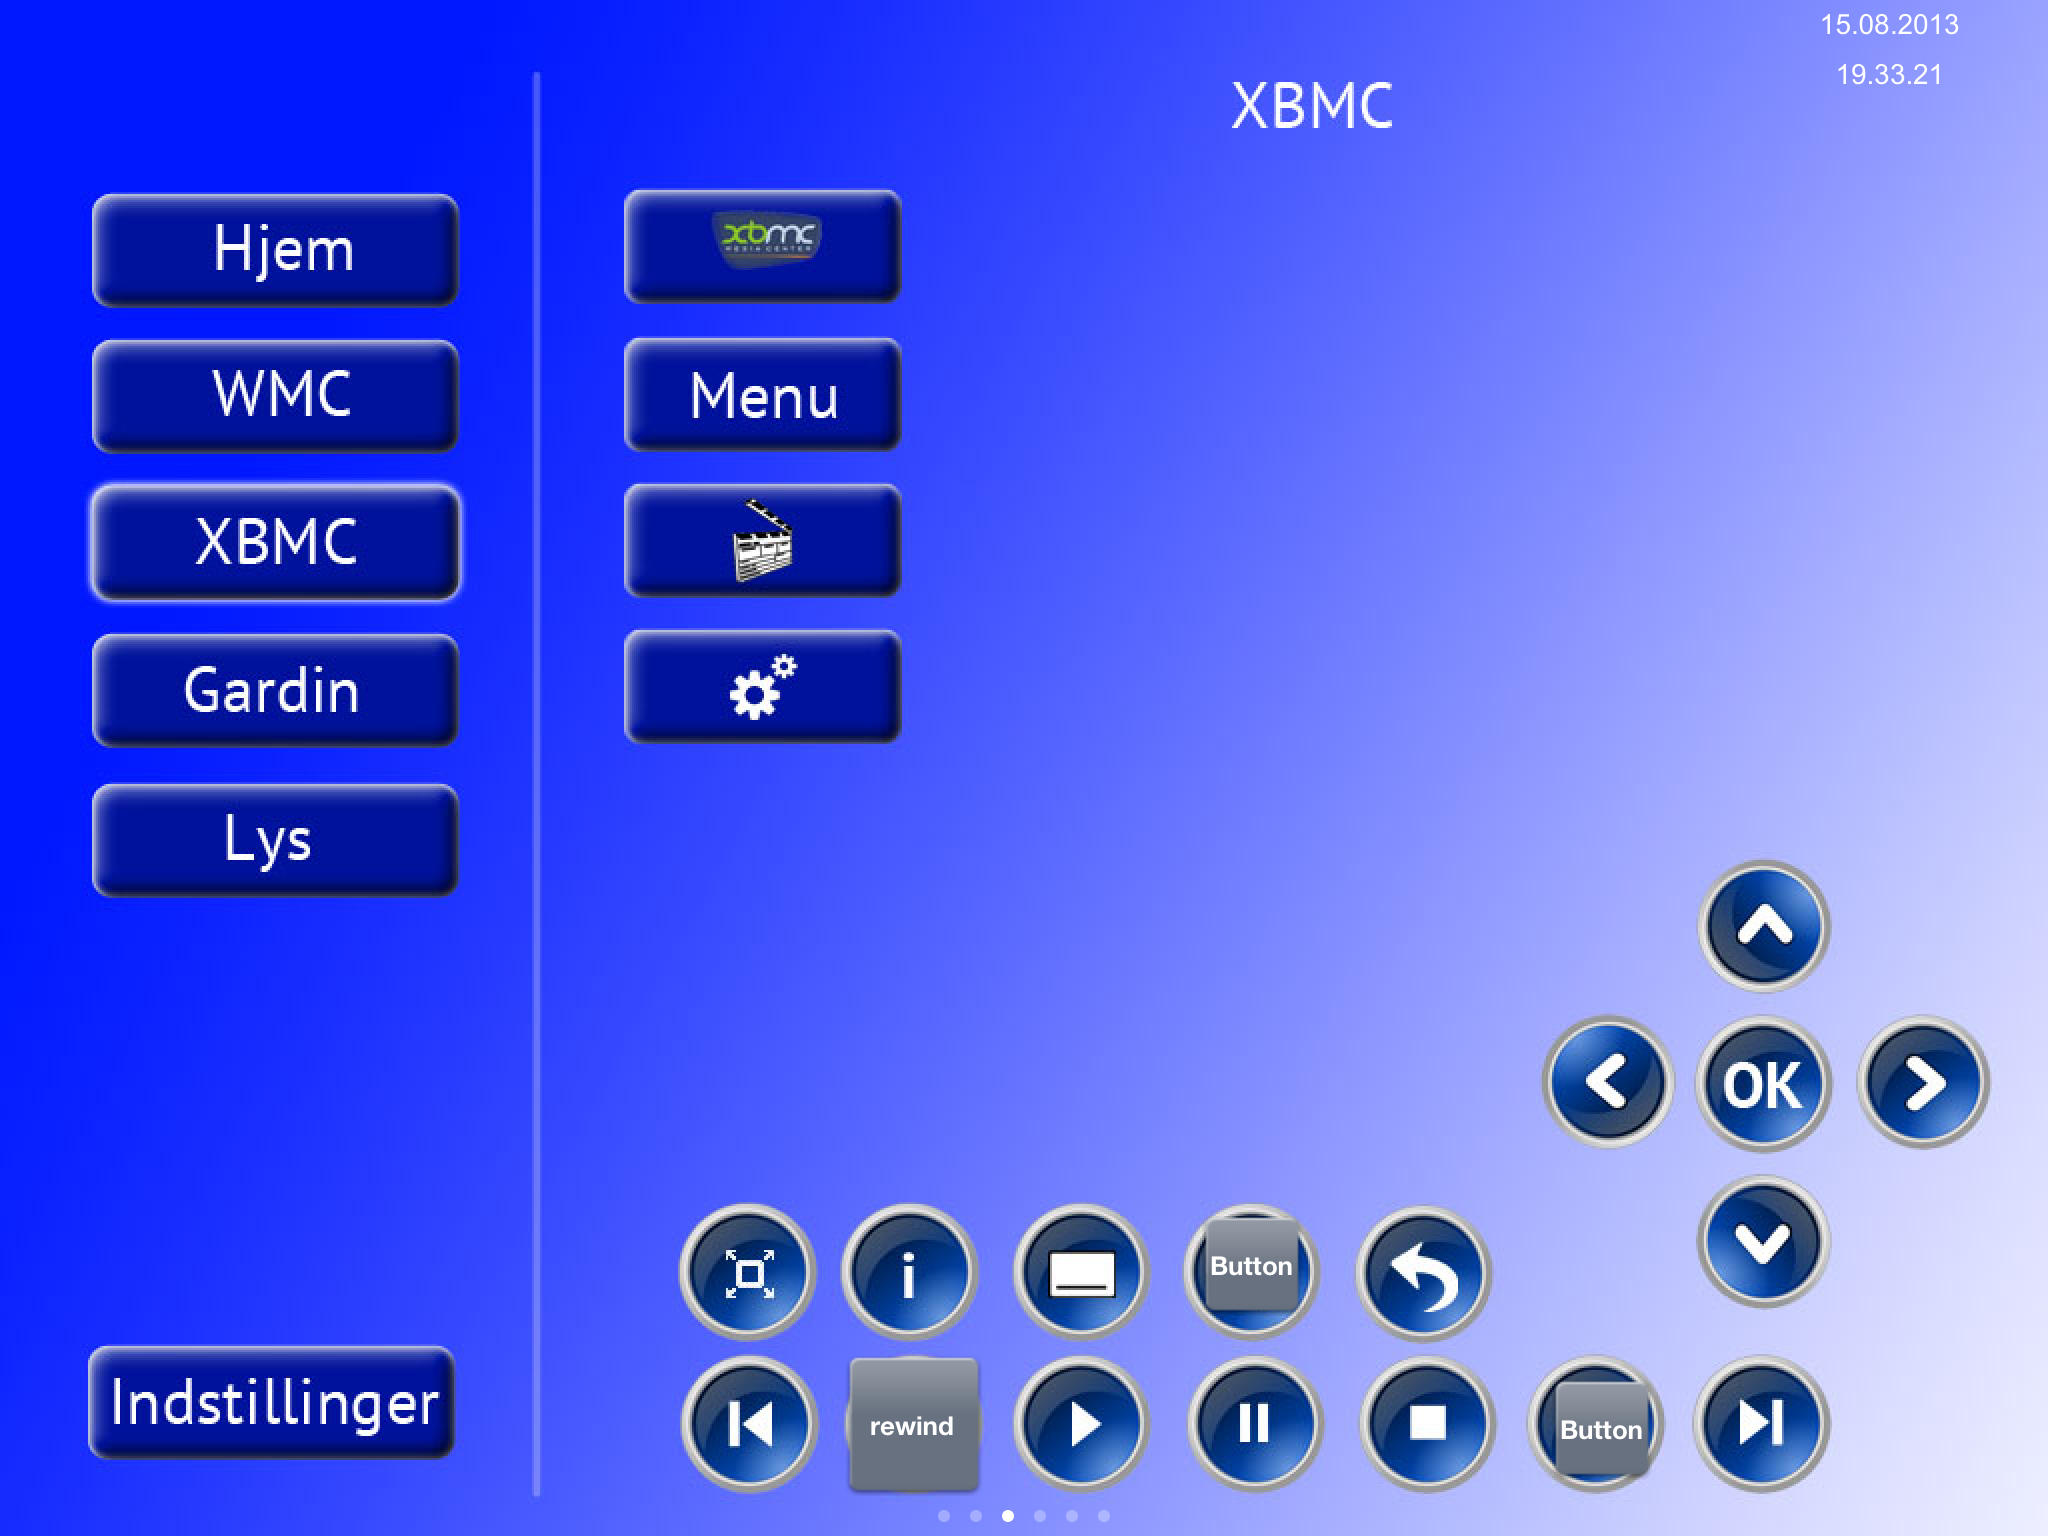 15.08.2013
19.33.21
XBMC
Hjem
WMC
XBMC
Gardin
Lys
Indstillinger
xbmc
MEDIA CENTER
Menu
OK
i
Button
rewind
Button